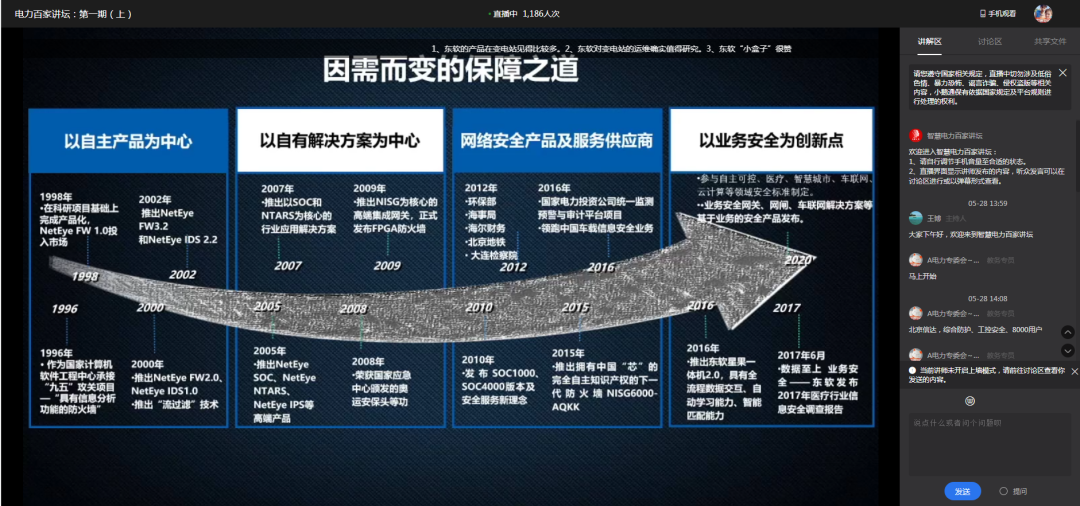 电力百家讲坛：第一期（上）
直播中 1,186人次
手机观看
1、东软的产品在变电站见得比较多。2、东软对变电站的运维确实值得研究。3、东软“小盒子”很赞
因需而变的保障之道
以自主产品为中心
以自有解决方案为中心
网络安全产品及服务供应商
以业务安全为创新点
1998年
•在科研项目基础上
完成产品化，
NetEye FW 1.0投
入市场
2002年
推出NetEye
FW3.2
和NetEye IDS 2.2
2007年
•推出以SOC和
NTARS为核心的
行业应用解决方案
2009年
•推出NISG为核心的
高端集成网关，正式
发布FPGA防火墙
2012年
•环保部
•海事局
•海尔财务
•北京地铁
•大连检察院
2016年
•国家电力投资公司统一监测
预警与审计平台项目
•领跑中国车载信息安全业务
•参与自主可控、医疗、智慧城市、车联网、
云计算等领域安全标准制定。
•业务安全网关、网闸、车联网解决方案等
基于业务的安全产品发布。
1998
2002
2007
2009
2012
2016
2020
1996
2000
2005
2008
2010
2015
2016
2017
1996年
•作为国家计算机
软件工程中心承接
“九五”攻关项目
—“具有信息分析
功能的防火墙”
2000年
•推出NetEye FW2.0、
NetEye IDS1.0
•推出“流过滤”技术
2005年
•推出NetEye
SOC、NetEye
NTARS、
NetEye IPS等
高端产品
2008年
•荣获国家应急
中心颁发的奥
运安保头等功
2010年
•发布 SOC1000、
SOC4000版本及
安全服务新理念
2015年
•推出拥有中国“芯”的
完全自主知识产权的下一
代防火墙NISG6000-
AQKK
2016年
•推出东软星果一
体机2.0，具有全
流程数据交互、自
动学习能力、智能
匹配能力
2017年6月
•数据至上 业务安
全——东软发布
2017年医疗行业信
息安全调查报告
讲解区
讨论区
共享文件
请您遵守国家相关规定，直播中切勿涉及低俗
色情、暴力恐怖、谣言诈骗、侵权盗版等相关
内容，小鹅通保有依据国家规定及平台规则进
行处理的权利。
智慧电力百家讲坛
欢迎进入智慧电力百家讲坛：
1、请自行调节手机音量至合适的状态。
2、直播界面显示讲师发布的内容，听众发言可以在
讨论区进行或以弹幕形式查看。
05-28 13:59
王婷 主持人
大家下午好，欢迎来到智慧电力百家讲坛
A电力专委会－...
马上开始
05-28 14:08
A电力专委会－...
北京信达，综合防护、工控安全、8000用户
A电力专委会－...
当前讲师未开启上墙模式，请前往讨论区查看你
发送的内容。
说点什么或者问个问题呗
发送
提问